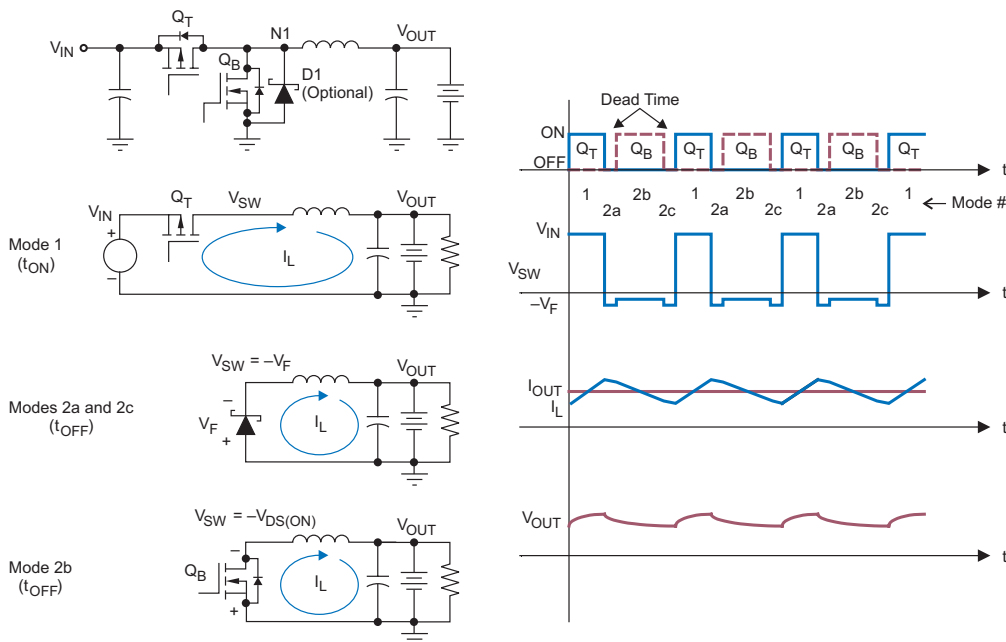 QT
N1
VOUT
VIN
QB
D1
(Optional)
Mode 1
(tON)
VIN
+
–
QT
VSW
VOUT
IL
Modes 2a and 2c
(tOFF)
VSW = –VF
VOUT
–
VF
+
IL
Mode 2b
(tOFF)
VSW = –VDS(ON)
VOUT
–
QB
+
IL
Dead Time
ON
OFF
QT QB QT QB QT QB QT
t
1 2b 1 2b 1 2b 1
2a 2c 2a 2c 2a 2c
← Mode #
VIN
VSW
–VF
t
IOUT
IL
t
VOUT
t